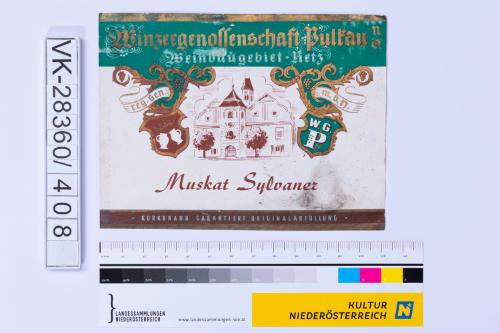 VK-28360/408
Winzergenossenschaft Pulkau
N.Ö.
Weinbaugebiet · Retz
reg. Gen.
m. b. H.
W. G.
P
Muskat Sylvaner
· KORKBRAND GARANTIERT ORIGINALABFÜLLUNG ·
LANDESSAMMLUNGEN
NIEDERÖSTERREICH
www.landessammlungen-noe.at
KULTUR
NIEDERÖSTERREICH
N